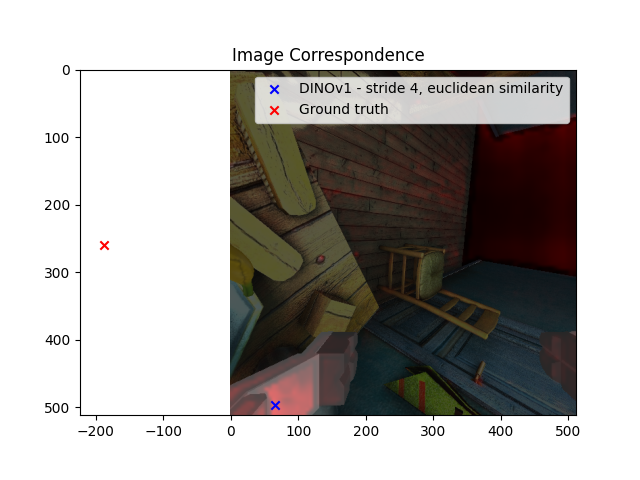 Image Correspondence
DINOv1 - stride 4, euclidean similarity
Ground truth
0
100
200
300
400
500
−200 −100 0 100 200 300 400 500